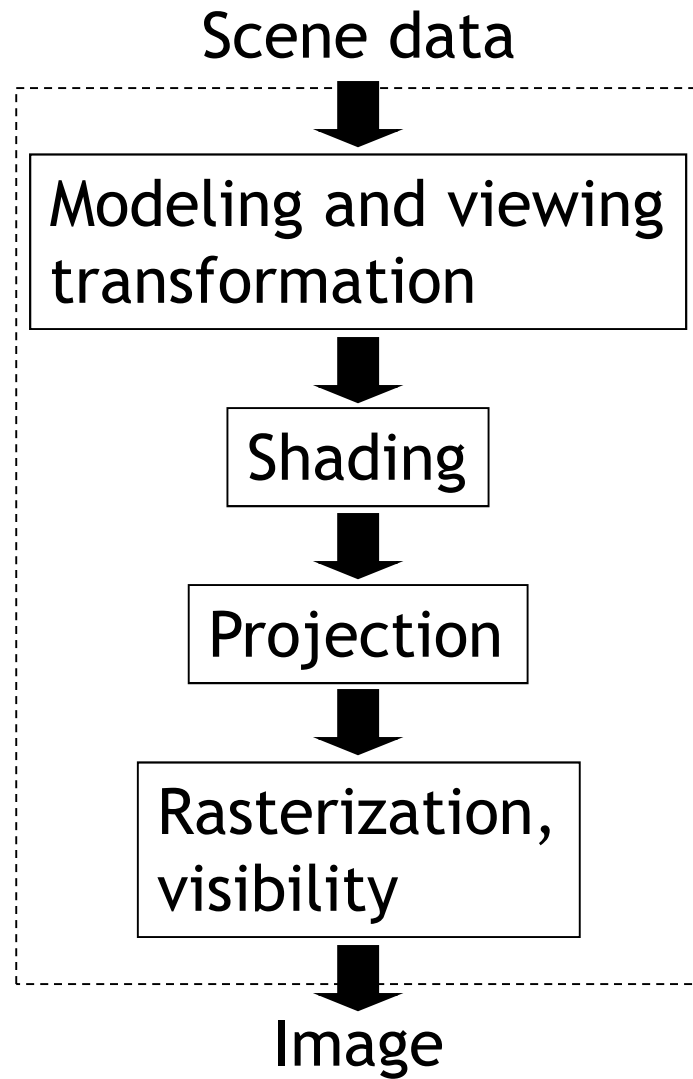 Scene data
Modeling and viewing
transformation
Shading
Projection
Rasterization,
visibility
Image